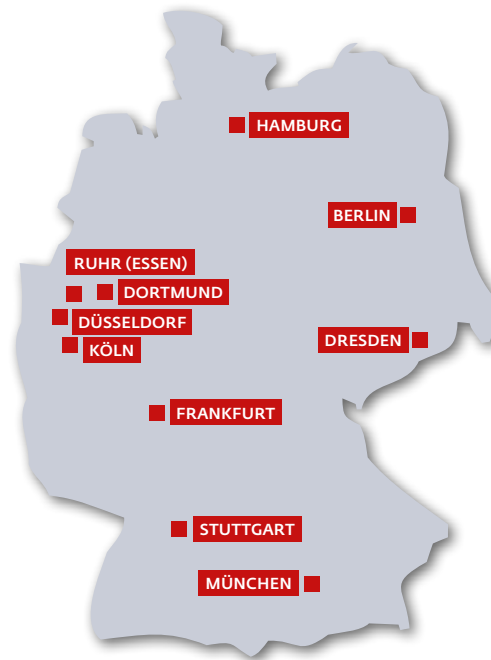 HAMBURG
BERLIN
RUHR (ESSEN)
DORTMUND
DÜSSELDORF
DRESDEN
KÖLN
FRANKFURT
STUTTGART
MÜNCHEN